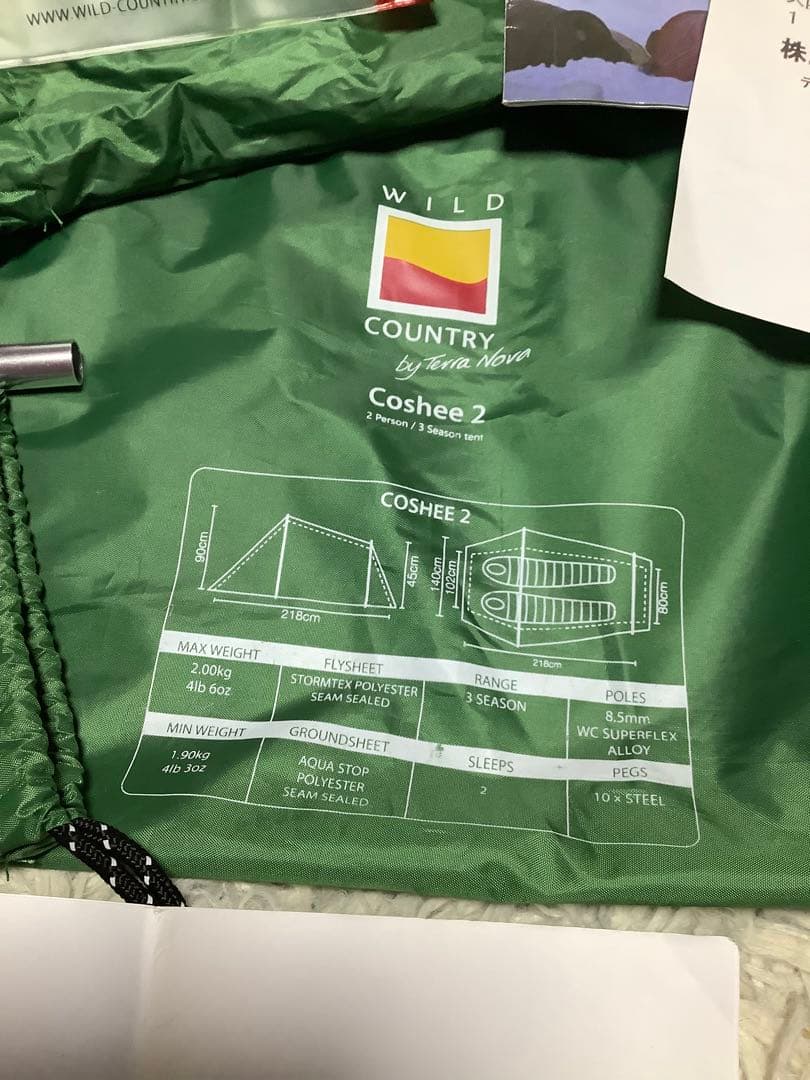 WWW.WILD-COUNTRY.
株
WILD
COUNTRY
by Terra Nova
Coshee 2
2 Person / 3 Season tent
COSHEE 2
90cm
218cm
45cm
140cm
102cm
80cm
218cm
MAX WEIGHT
2.00kg
4lb 6oz
FLYSHEET
STORMTEX POLYESTER
SEAM SEALED
RANGE
3 SEASON
POLES
8.5mm
WC SUPERFLEX
ALLOY
MIN WEIGHT
1.90kg
4lb 3oz
GROUNDSHEET
AQUA STOP
POLYESTER
SEAM SEALED
SLEEPS
2
PEGS
10 × STEEL